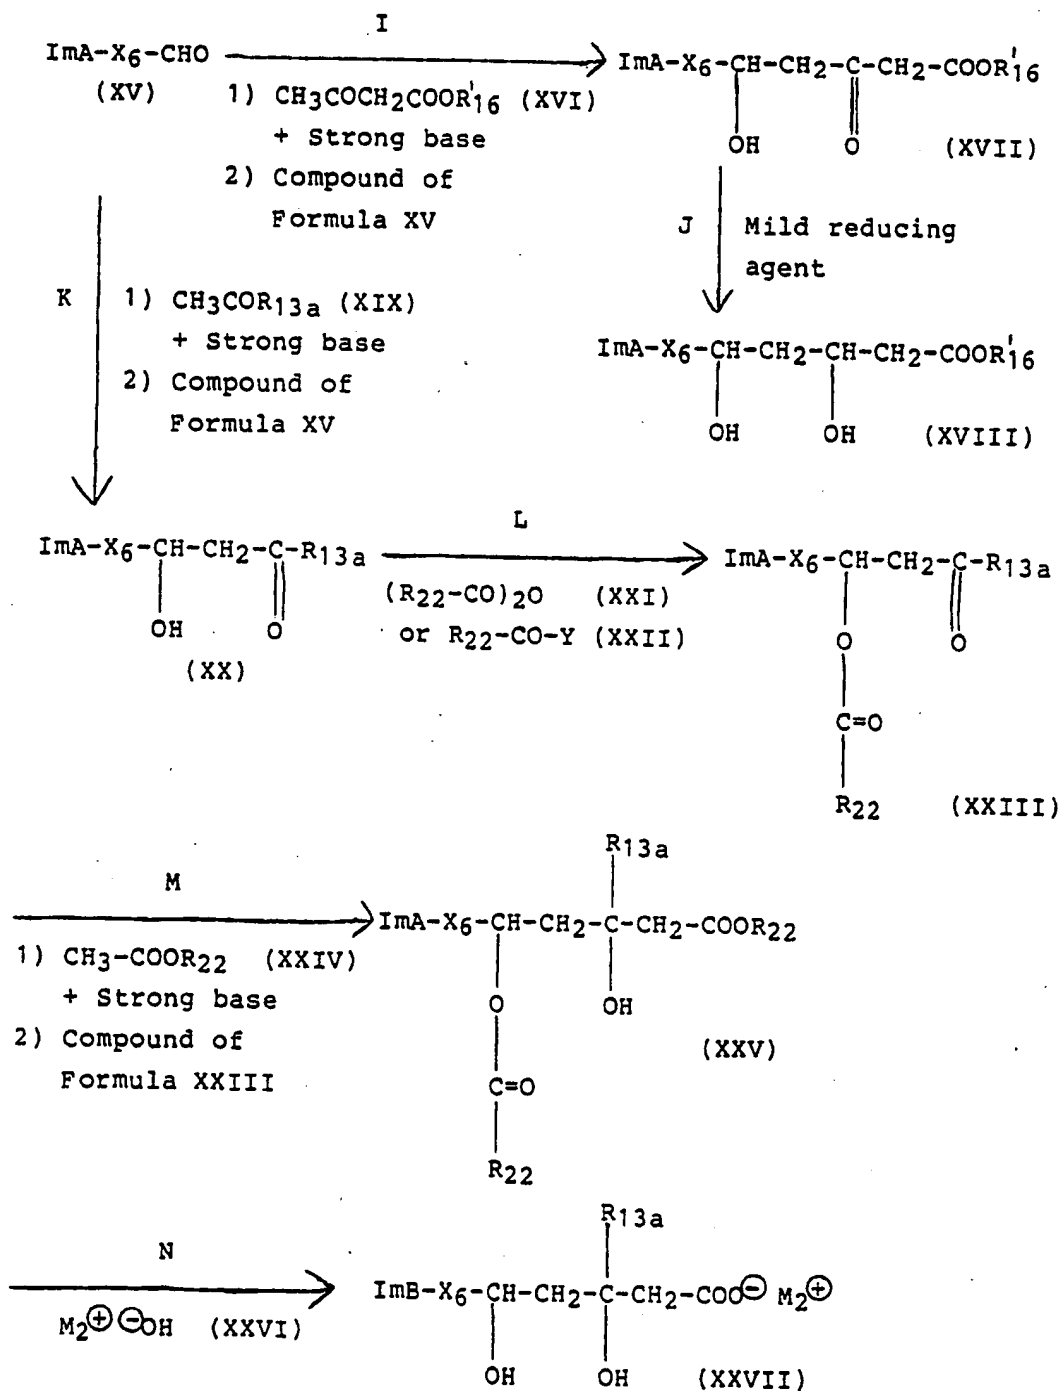 I
ImA-X6-CHO
ImA-X6-CH-CH2-C-CH2-COOR'16
(XV)
1) CH3COCH2COOR'16 (XVI)
+ Strong base
OH O (XVII)
2) Compound of
Formula XV
J Mild reducing
agent
K
1) CH3COR13a (XIX)
+ Strong base
2) Compound of
Formula XV
ImA-X6-CH-CH2-CH-CH2-COOR'16
OH OH (XVIII)
L
ImA-X6-CH-CH2-C-R13a
OH O
(XX)
(R22-CO)2O (XXI)
or R22-CO-Y (XXII)
ImA-X6-CH-CH2-C-R13a
O O
C=O
R22 (XXIII)
M
1) CH3-COOR22 (XXIV)
+ Strong base
2) Compound of
Formula XXIII
R13a
ImA-X6-CH-CH2-C-CH2-COOR22
O OH
(XXV)
C=O
R22
N
M2⊕ ⊖OH (XXVI)
R13a
ImB-X6-CH-CH2-C-CH2-COO⊖ M2⊕
OH OH (XXVII)